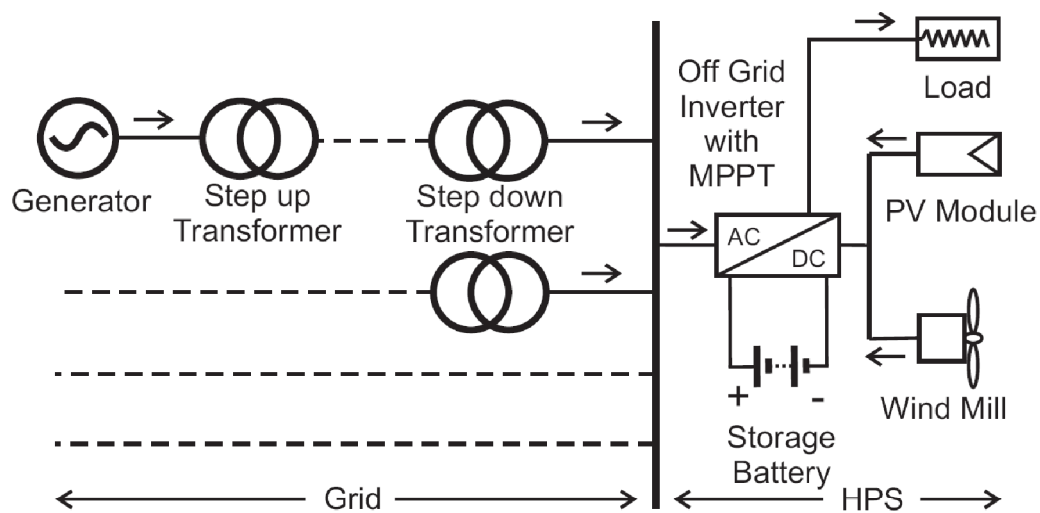 Generator
Step up
Transformer
Step down
Transformer
Off Grid
Inverter
with
MPPT
Load
PV Module
AC
DC
Wind Mill
+ -
Storage
Battery
Grid
HPS